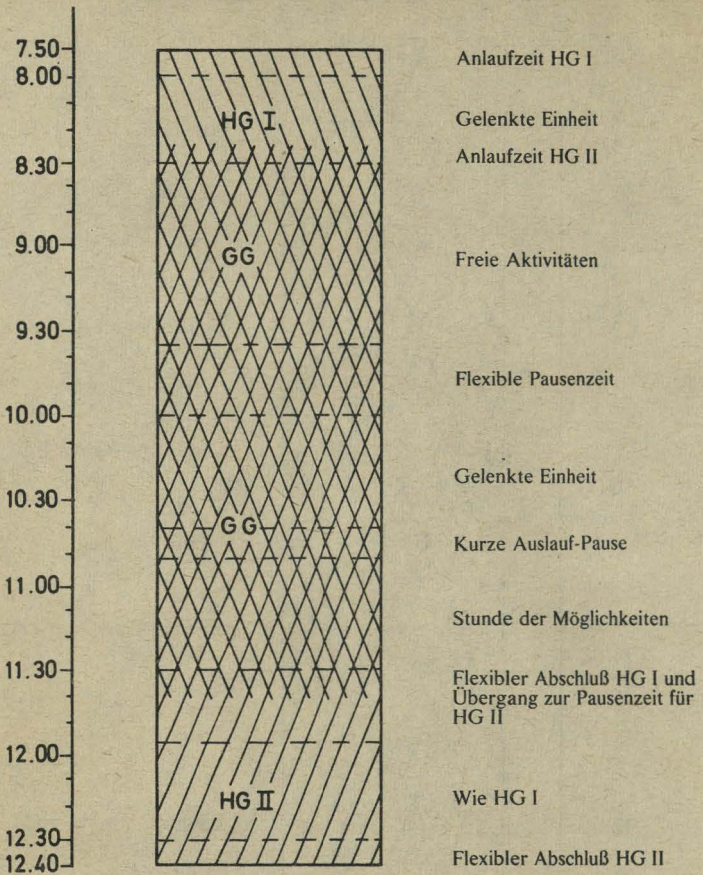 7.50
Anlaufzeit HG I
8.00
HG I
Gelenkte Einheit
8.30
Anlaufzeit HG II
9.00
GG
Freie Aktivitäten
9.30
Flexible Pausenzeit
10.00
Gelenkte Einheit
10.30
GG
Kurze Auslauf-Pause
11.00
Stunde der Möglichkeiten
11.30
Flexibler Abschluß HG I und
Übergang zur Pausenzeit für
HG II
12.00
HG II
Wie HG I
12.30
12.40
Flexibler Abschluß HG II